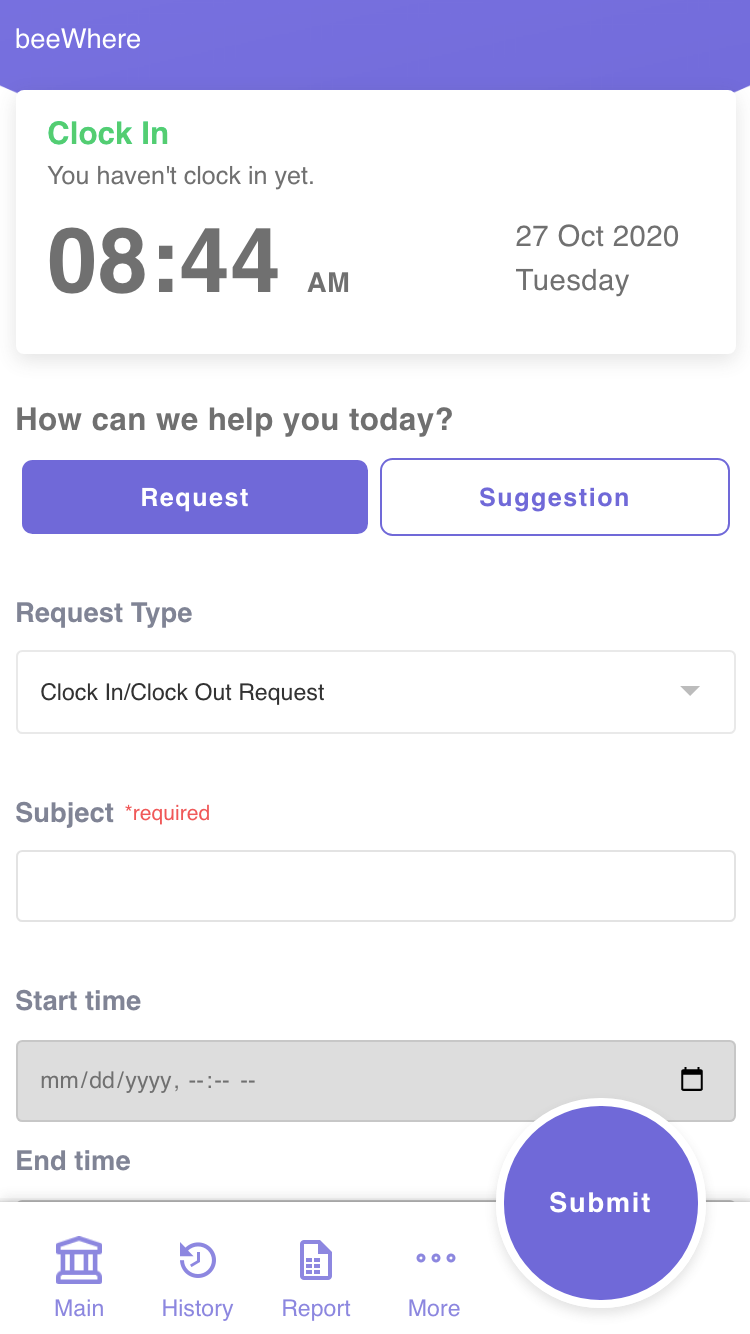 beeWhere
Clock In
You haven't clock in yet.
08:44 AM
27 Oct 2020
Tuesday
How can we help you today?
Request
Suggestion
Request Type
Clock In/Clock Out Request
Subject *required
Start time
mm/dd/yyyy, --:-- --
End time
Submit
Main
History
Report
More